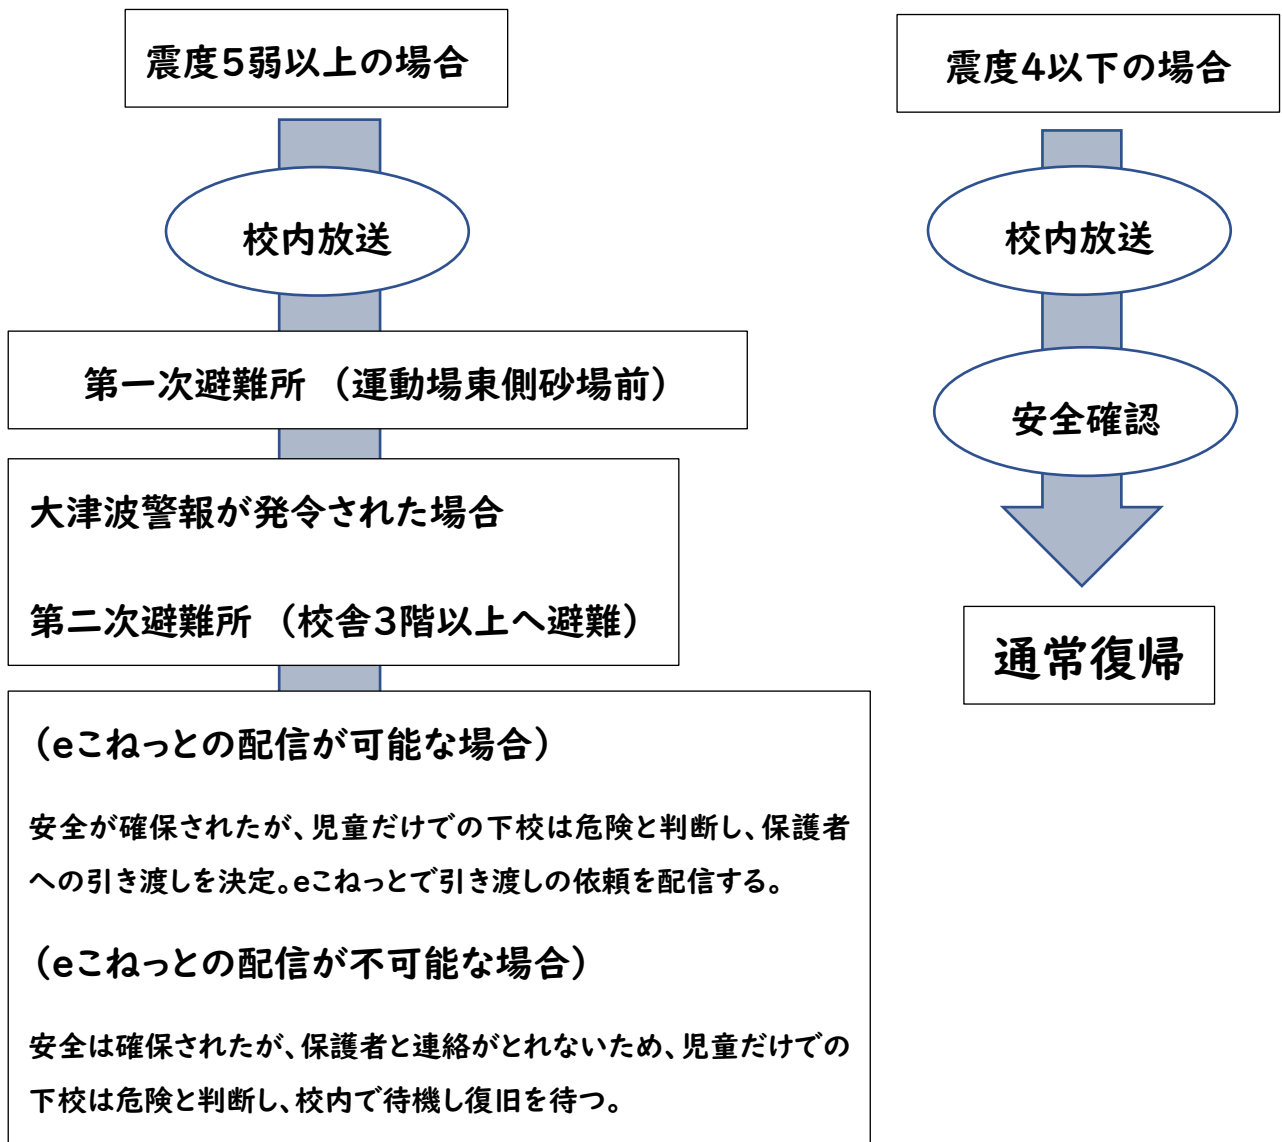 震度5弱以上の場合
校内放送
第一次避難所 (運動場東側砂場前)
大津波警報が発令された場合
第二次避難所 (校舎3階以上へ避難)
(eこねっとの配信が可能な場合)
安全が確保されたが、児童だけでの下校は危険と判断し、保護者
への引き渡しを決定。eこねっとで引き渡しの依頼を配信する。
(eこねっとの配信が不可能な場合)
安全は確保されたが、保護者と連絡がとれないため、児童だけでの
下校は危険と判断し、校内で待機し復旧を待つ。
震度4以下の場合
校内放送
安全確認
通常復帰